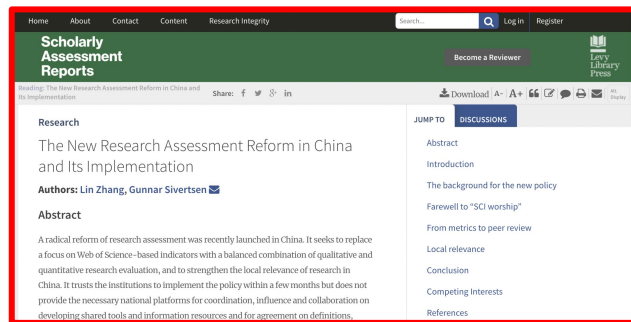 Home About Contact Content Research Integrity Search... Log in Register
Scholarly
Assessment
Reports
Become a Reviewer
Levy
Library
Press
Reading: The New Research Assessment Reform in China and
Its Implementation
Share:
Download A- A+
Alt.
Display
Research
The New Research Assessment Reform in China
and Its Implementation
Authors: Lin Zhang, Gunnar Sivertsen
Abstract
A radical reform of research assessment was recently launched in China. It seeks to replace
a focus on Web of Science–based indicators with a balanced combination of qualitative and
quantitative research evaluation, and to strengthen the local relevance of research in
China. It trusts the institutions to implement the policy within a few months but does not
provide the necessary national platforms for coordination, influence and collaboration on
developing shared tools and information resources and for agreement on definitions,
JUMP TO DISCUSSIONS
Abstract
Introduction
The background for the new policy
Farewell to “SCI worship”
From metrics to peer review
Local relevance
Conclusion
Competing Interests
References